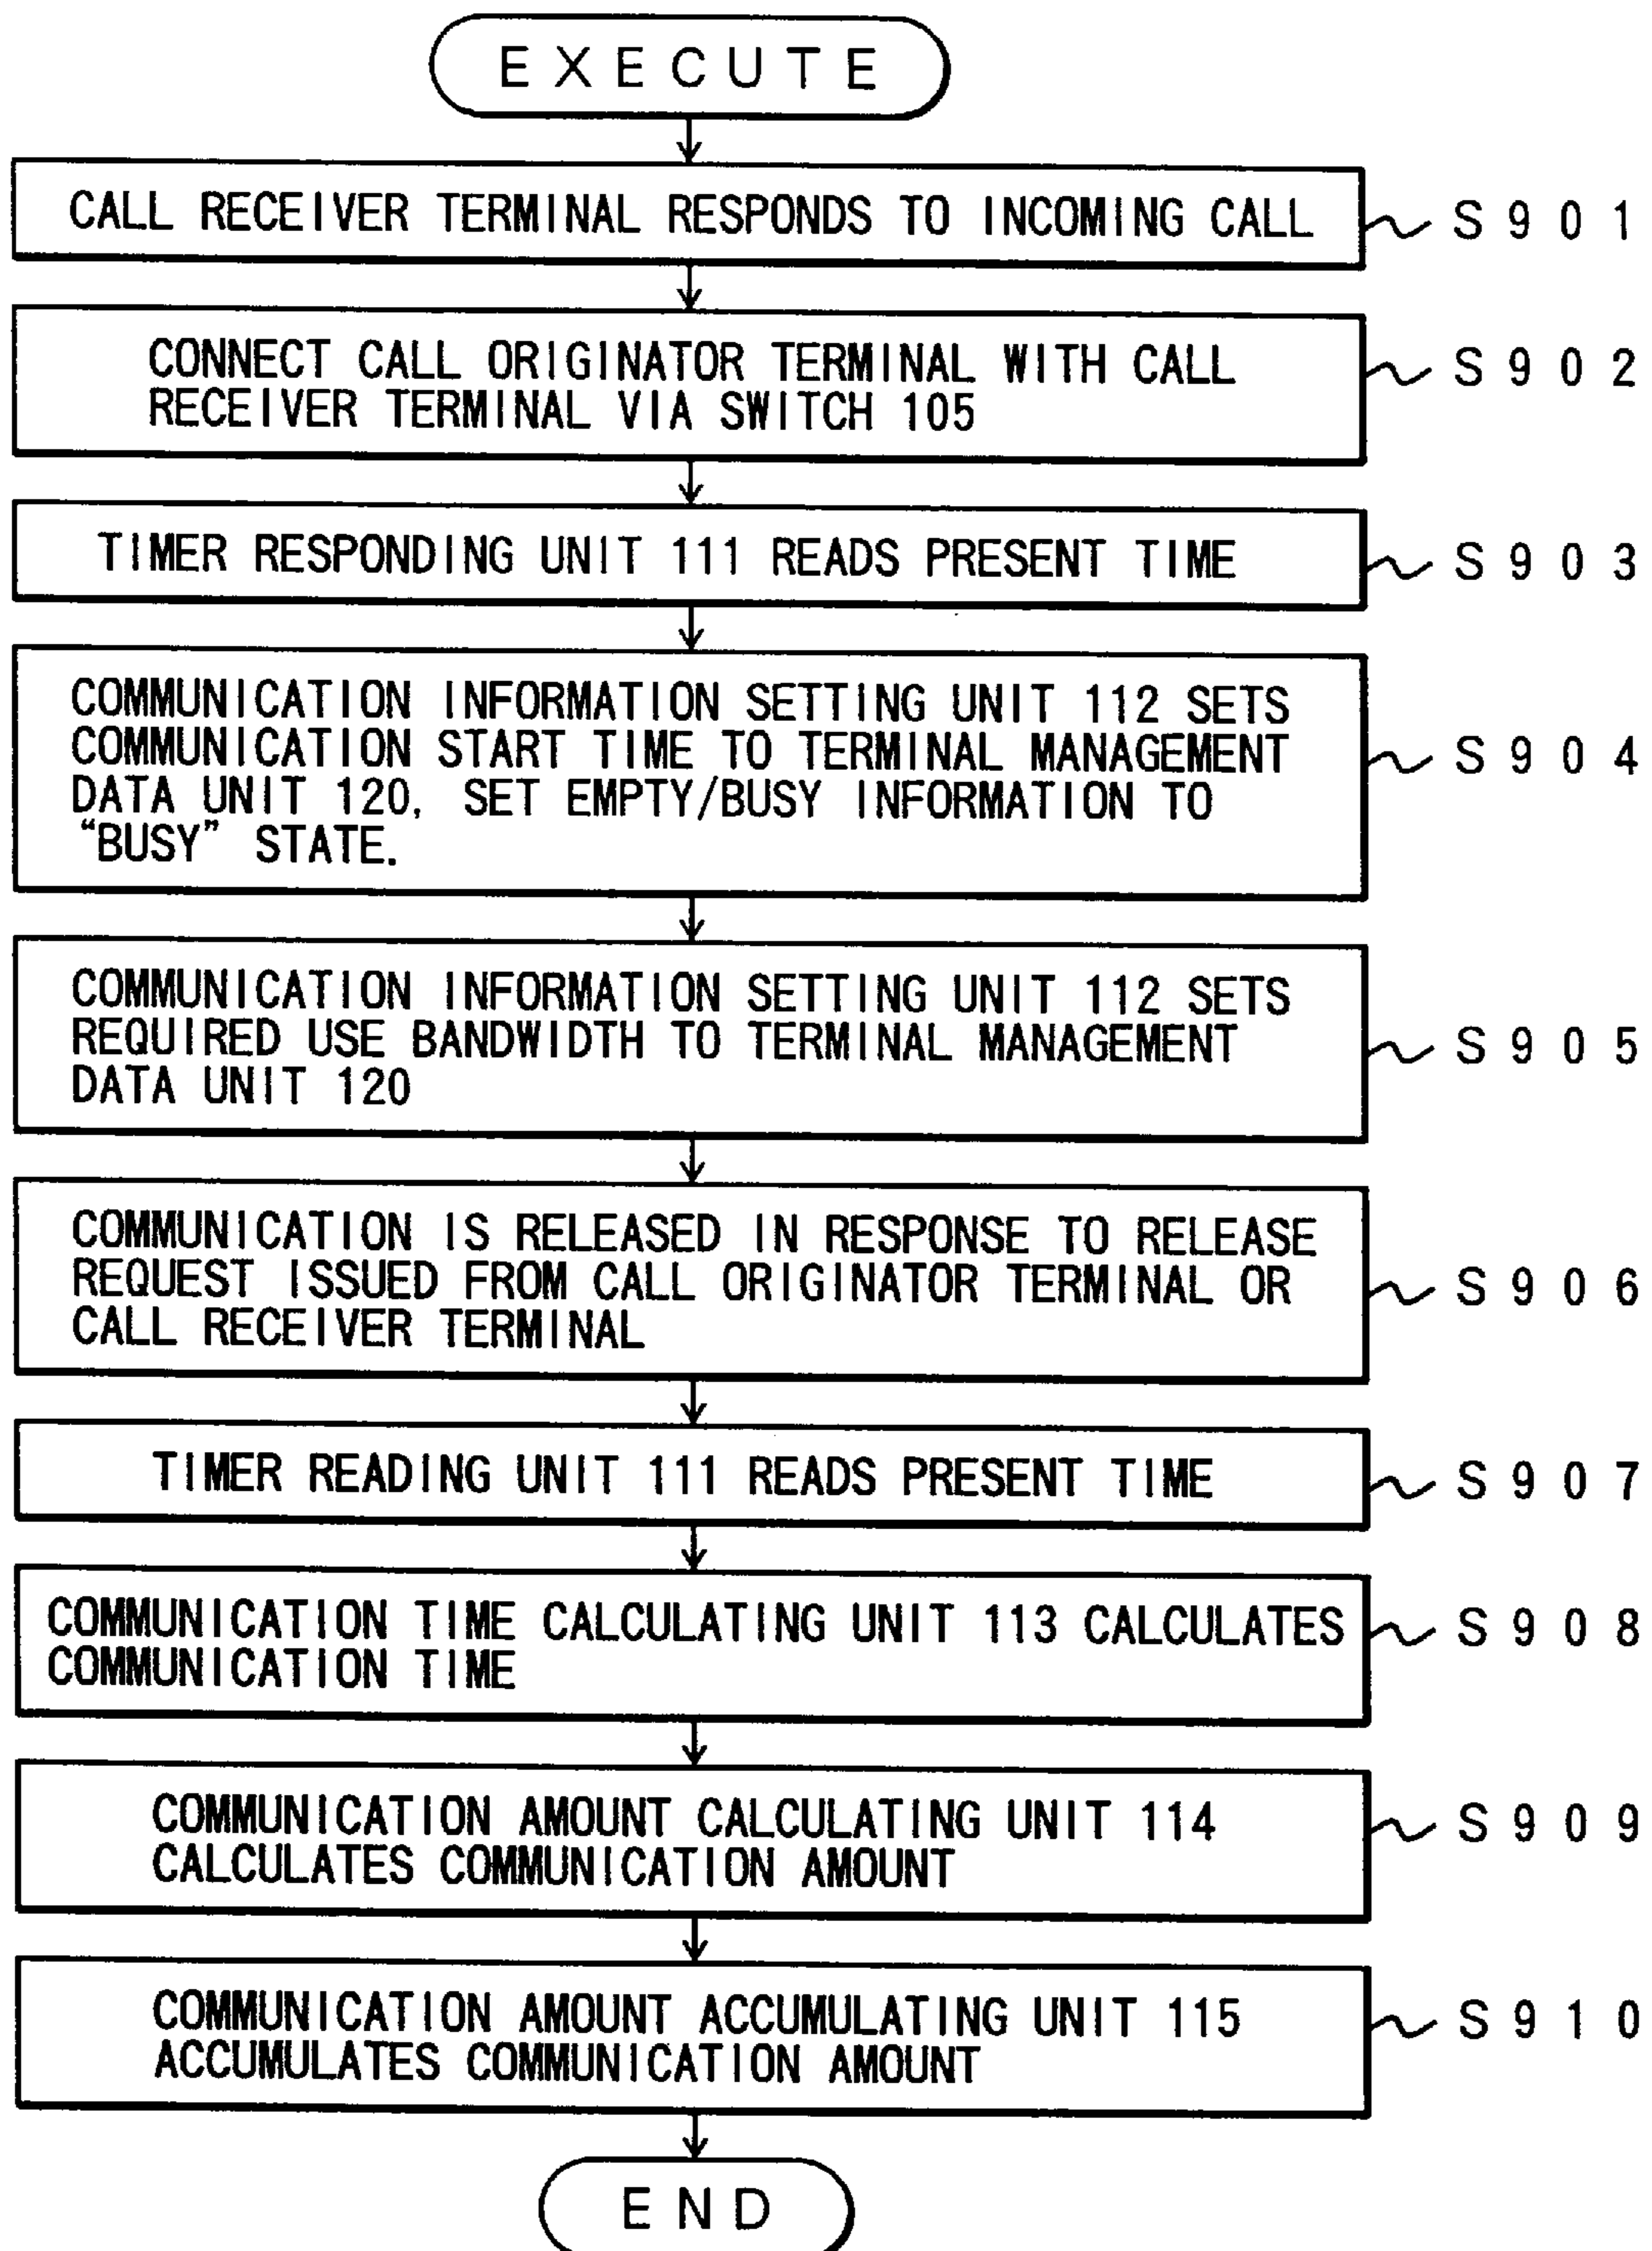 EXECUTE
CALL RECEIVER TERMINAL RESPONDS TO INCOMING CALL
S901
CONNECT CALL ORIGINATOR TERMINAL WITH CALL
RECEIVER TERMINAL VIA SWITCH 105
S902
TIMER RESPONDING UNIT 111 READS PRESENT TIME
S903
COMMUNICATION INFORMATION SETTING UNIT 112 SETS
COMMUNICATION START TIME TO TERMINAL MANAGEMENT
DATA UNIT 120, SET EMPTY/BUSY INFORMATION TO
“BUSY” STATE.
S904
COMMUNICATION INFORMATION SETTING UNIT 112 SETS
REQUIRED USE BANDWIDTH TO TERMINAL MANAGEMENT
DATA UNIT 120
S905
COMMUNICATION IS RELEASED IN RESPONSE TO RELEASE
REQUEST ISSUED FROM CALL ORIGINATOR TERMINAL OR
CALL RECEIVER TERMINAL
S906
TIMER READING UNIT 111 READS PRESENT TIME
S907
COMMUNICATION TIME CALCULATING UNIT 113 CALCULATES
COMMUNICATION TIME
S908
COMMUNICATION AMOUNT CALCULATING UNIT 114
CALCULATES COMMUNICATION AMOUNT
S909
COMMUNICATION AMOUNT ACCUMULATING UNIT 115
ACCUMULATES COMMUNICATION AMOUNT
S910
END